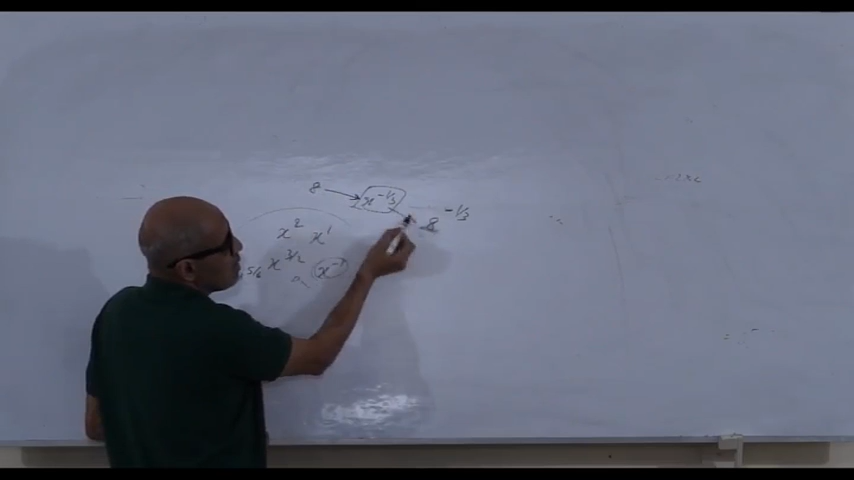 8 → x^{-1/3}
8^{-1/3}
x^2 x^1
5/6 x^{3/2} x^{-1}